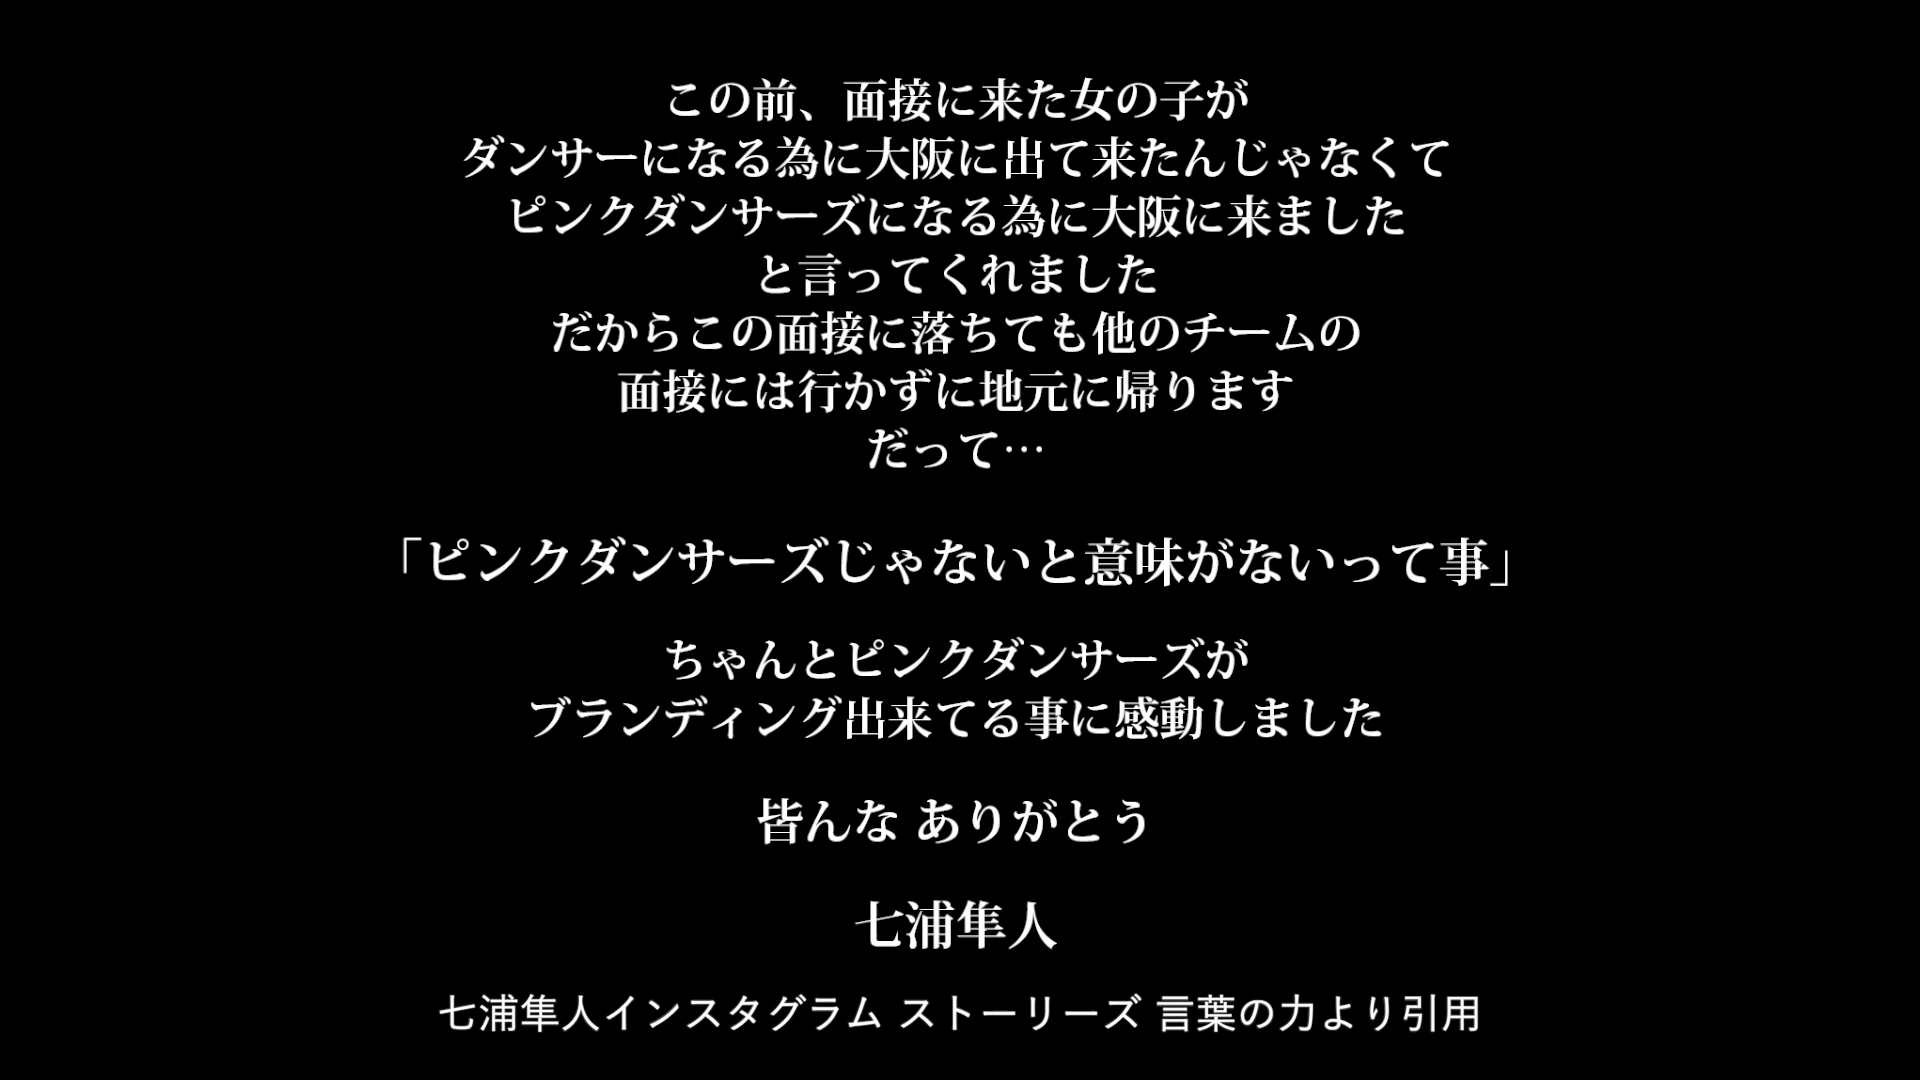 この前、面接に来た女の子が
ダンサーになる為に大阪に出て来たんじゃなくて
ピンクダンサーズになる為に大阪に来ました
と言ってくれました
だからこの面接に落ちても他のチームの
面接には行かずに地元に帰ります
だって…
「ピンクダンサーズじゃないと意味がないって事」
ちゃんとピンクダンサーズが
ブランディング出来てる事に感動しました
皆んな ありがとう
七浦隼人
七浦隼人インスタグラム ストーリーズ 言葉の力より引用